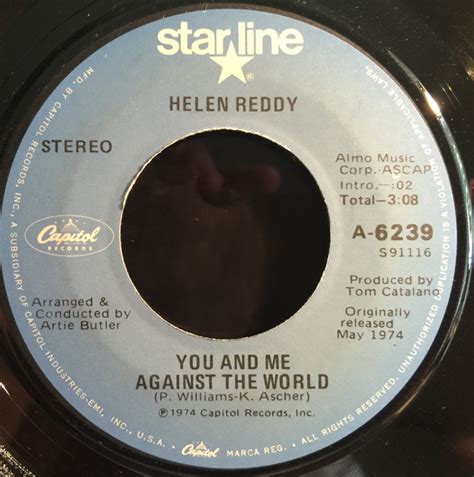 starline
®
HELEN REDDY
STEREO
Almo Music
Corp.-ASCAP
Intro.-:02
Total-3:08
Capitol
RECORDS
A-6239
S91116
Arranged &
Conducted by
Artie Butler
Produced by
Tom Catalano
Originally
released
May 1974
YOU AND ME
AGAINST THE WORLD
(P. Williams-K. Ascher)
℗1974 Capitol Records, Inc.
MFD. BY CAPITOL RECORDS, INC., A SUBSIDIARY OF CAPITOL INDUSTRIES-EMI, INC., U.S.A. • Capitol MARCA REG. • ALL RIGHTS RESERVED. UNAUTHORIZED DUPLICATION IS A VIOLATION OF APPLICABLE LAWS.